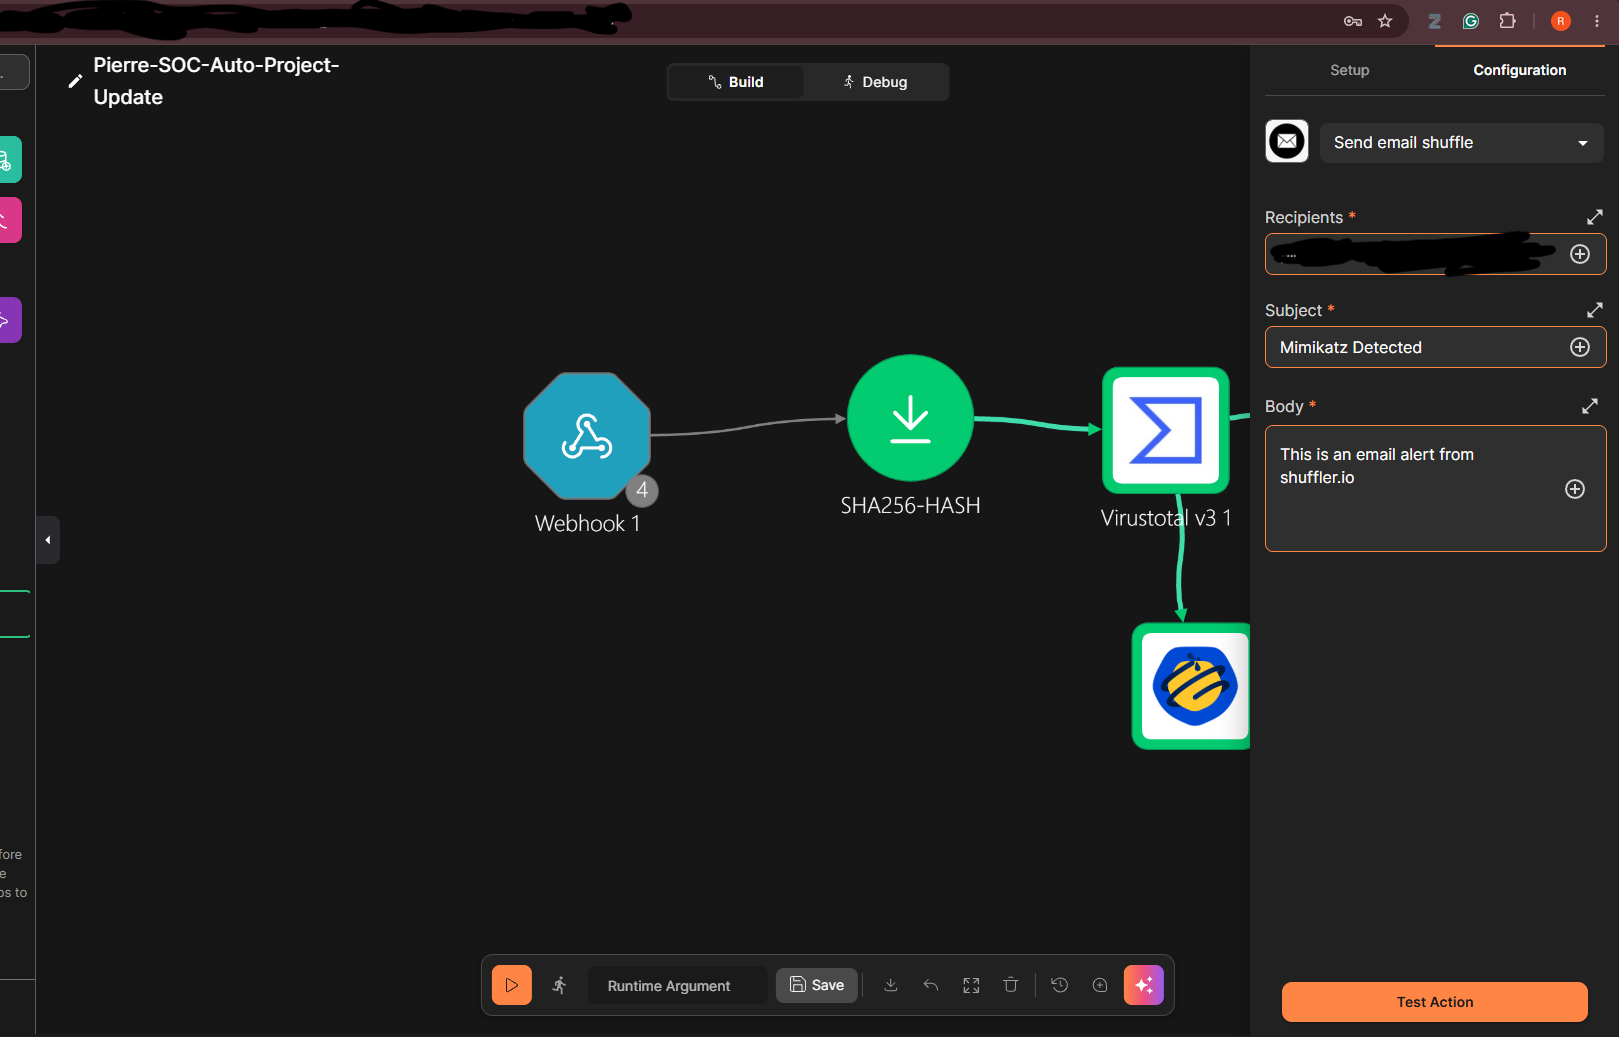 R
Pierre-SOC-Auto-Project-
Update
Build
Debug
Setup
Configuration
Send email shuffle
Recipients *
Subject *
Mimikatz Detected
Body *
This is an email alert from
shuffler.io
4
Webhook 1
SHA256-HASH
Virustotal v3 1
to
Runtime Argument
Save
Test Action